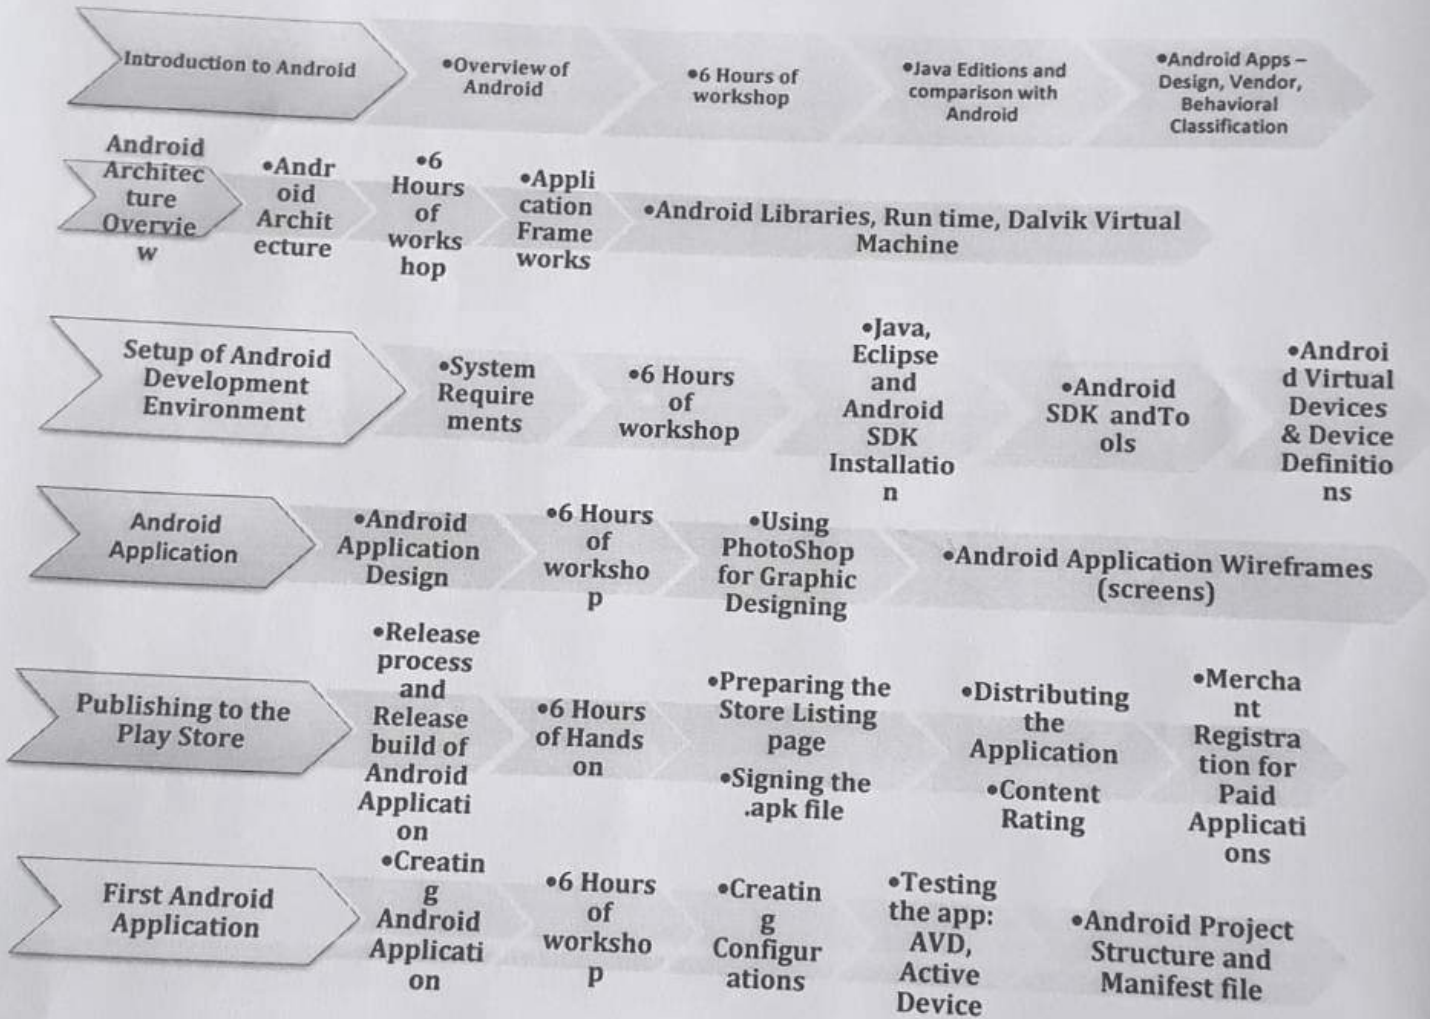 Introduction to Android
•Overview of
Android
•6 Hours of
workshop
•Java Editions and
comparison with
Android
•Android Apps –
Design, Vendor,
Behavioral
Classification
Android
Architec
ture
Overvie
w
•Andr
oid
Archit
ecture
•6
Hours
of
works
hop
•Appli
cation
Frame
works
•Android Libraries, Run time, Dalvik Virtual
Machine
Setup of Android
Development
Environment
•System
Require
ments
•6 Hours
of
workshop
•Java,
Eclipse
and
Android
SDK
Installatio
n
•Android
SDK andTo
ols
•Androi
d Virtual
Devices
& Device
Definitio
ns
Android
Application
•Android
Application
Design
•6 Hours
of
worksho
p
•Using
PhotoShop
for Graphic
Designing
•Android Application Wireframes
(screens)
Publishing to the
Play Store
•Release
process
and
Release
build of
Android
Applicati
on
•6 Hours
of Hands
on
•Preparing the
Store Listing
page
•Signing the
.apk file
•Distributing
the
Application
•Content
Rating
•Mercha
nt
Registra
tion for
Paid
Applicati
ons
First Android
Application
•Creatin
g
Android
Applicati
on
•6 Hours
of
worksho
p
•Creatin
g
Configur
ations
•Testing
the app:
AVD,
Active
Device
•Android Project
Structure and
Manifest file